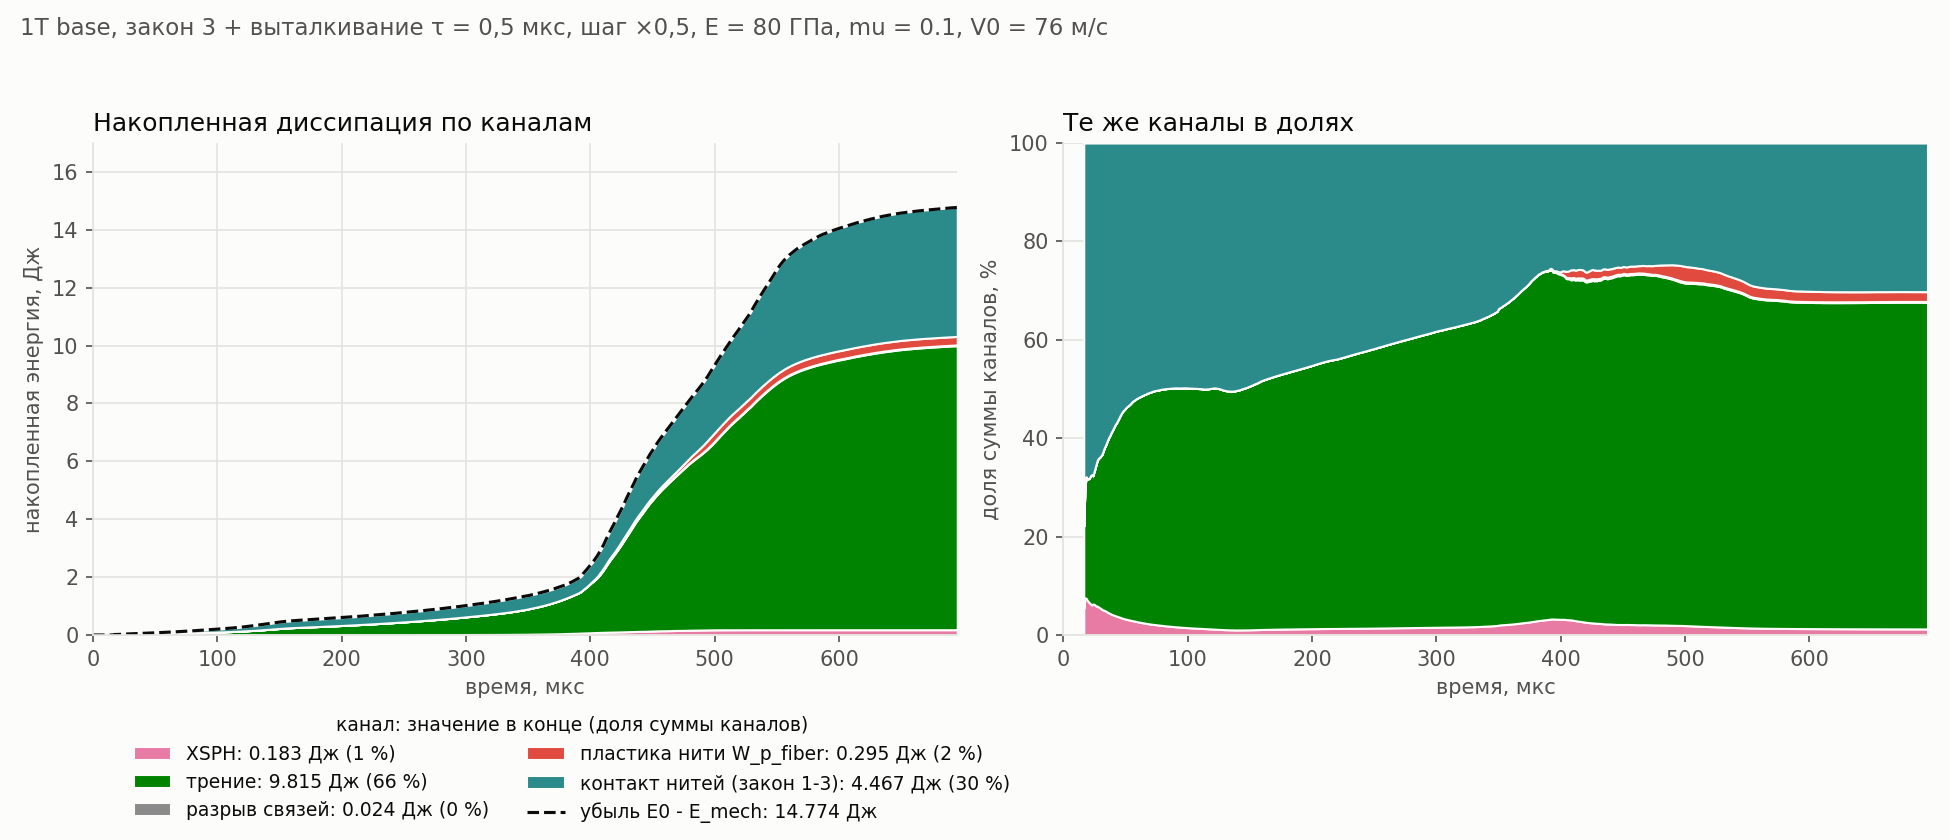 1T base, закон 3 + выталкивание τ = 0,5 мкс, шаг ×0,5, E = 80 ГПа, mu = 0.1, V0 = 76 м/с
Накопленная диссипация по каналам
накопленная энергия, Дж
16
14
12
10
8
6
4
2
0
0 100 200 300 400 500 600
время, мкс
Те же каналы в долях
доля суммы каналов, %
100
80
60
40
20
0
0 100 200 300 400 500 600
время, мкс
канал: значение в конце (доля суммы каналов)
XSPH: 0.183 Дж (1 %)
трение: 9.815 Дж (66 %)
разрыв связей: 0.024 Дж (0 %)
пластика нити W_p_fiber: 0.295 Дж (2 %)
контакт нитей (закон 1-3): 4.467 Дж (30 %)
убыль E0 - E_mech: 14.774 Дж